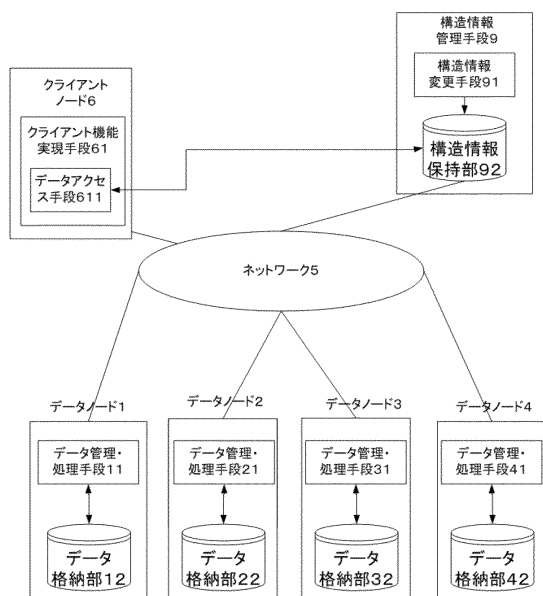 構造情報
管理手段9
構造情報
変更手段91
構造情報
保持部92
クライアント
ノード6
クライアント機能
実現手段61
データアクセ
ス手段611
ネットワーク5
データノード1
データ管理・
処理手段11
データ
格納部12
データノード2
データ管理・
処理手段21
データ
格納部22
データノード3
データ管理・
処理手段31
データ
格納部32
データノード4
データ管理・
処理手段41
データ
格納部42